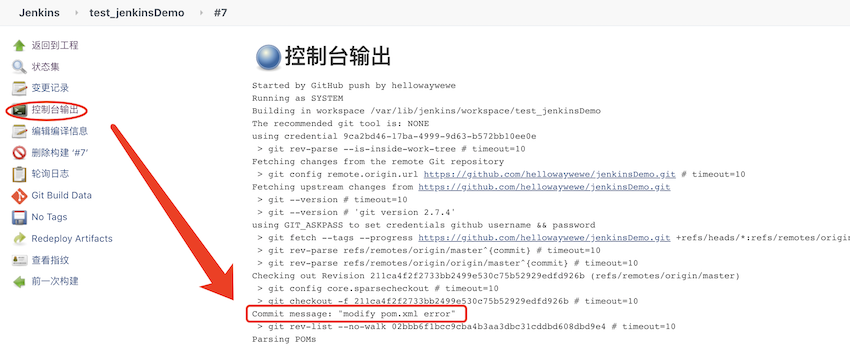 Jenkins › test_jenkinsDemo › #7
返回到工程
状态集
变更记录
控制台输出
编辑编译信息
删除构建 '#7'
轮询日志
Git Build Data
No Tags
Redeploy Artifacts
查看指纹
前一次构建
控制台输出
Started by GitHub push by hellowaywewe
Running as SYSTEM
Building in workspace /var/lib/jenkins/workspace/test_jenkinsDemo
The recommended git tool is: NONE
using credential 9ca2bd46-17ba-4999-9d63-b572bb10ee0e
> git rev-parse --is-inside-work-tree # timeout=10
Fetching changes from the remote Git repository
> git config remote.origin.url https://github.com/hellowaywewe/jenkinsDemo.git # timeout=10
Fetching upstream changes from https://github.com/hellowaywewe/jenkinsDemo.git
> git --version # timeout=10
> git --version # 'git version 2.7.4'
using GIT_ASKPASS to set credentials github username && password
> git fetch --tags --progress https://github.com/hellowaywewe/jenkinsDemo.git +refs/heads/*:refs/remotes/origin
> git rev-parse refs/remotes/origin/master^{commit} # timeout=10
> git rev-parse refs/remotes/origin/origin/master^{commit} # timeout=10
Checking out Revision 211ca4f2f2733bb2499e530c75b52929edfd926b (refs/remotes/origin/master)
> git config core.sparsecheckout # timeout=10
> git checkout -f 211ca4f2f2733bb2499e530c75b52929edfd926b # timeout=10
Commit message: "modify pom.xml error"
> git rev-list --no-walk 02bbb6f1bcc9cba4b3aa3dbc31cddbd608dbd9e4 # timeout=10
Parsing POMs